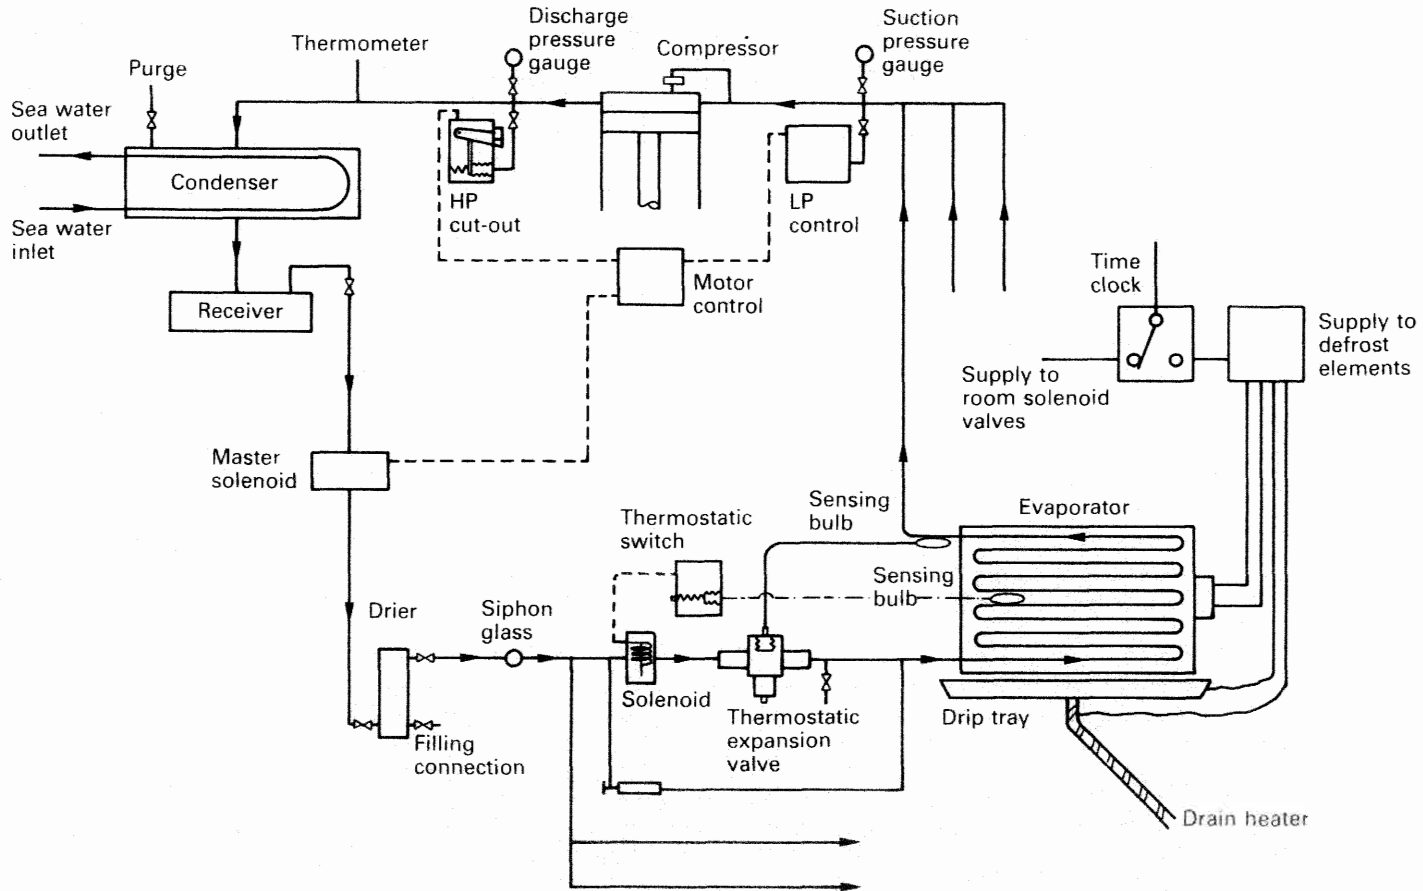 Discharge
pressure
gauge
Suction
pressure
gauge
Thermometer
Compressor
Purge
Sea water
outlet
Condenser
HP
cut-out
LP
control
Sea water
inlet
Motor
control
Receiver
Time
clock
Supply to
defrost
elements
Supply to
room solenoid
valves
Master
solenoid
Sensing
bulb
Evaporator
Thermostatic
switch
Sensing
bulb
Drier
Siphon
glass
Solenoid
Thermostatic
expansion
valve
Drip tray
Filling
connection
Drain heater